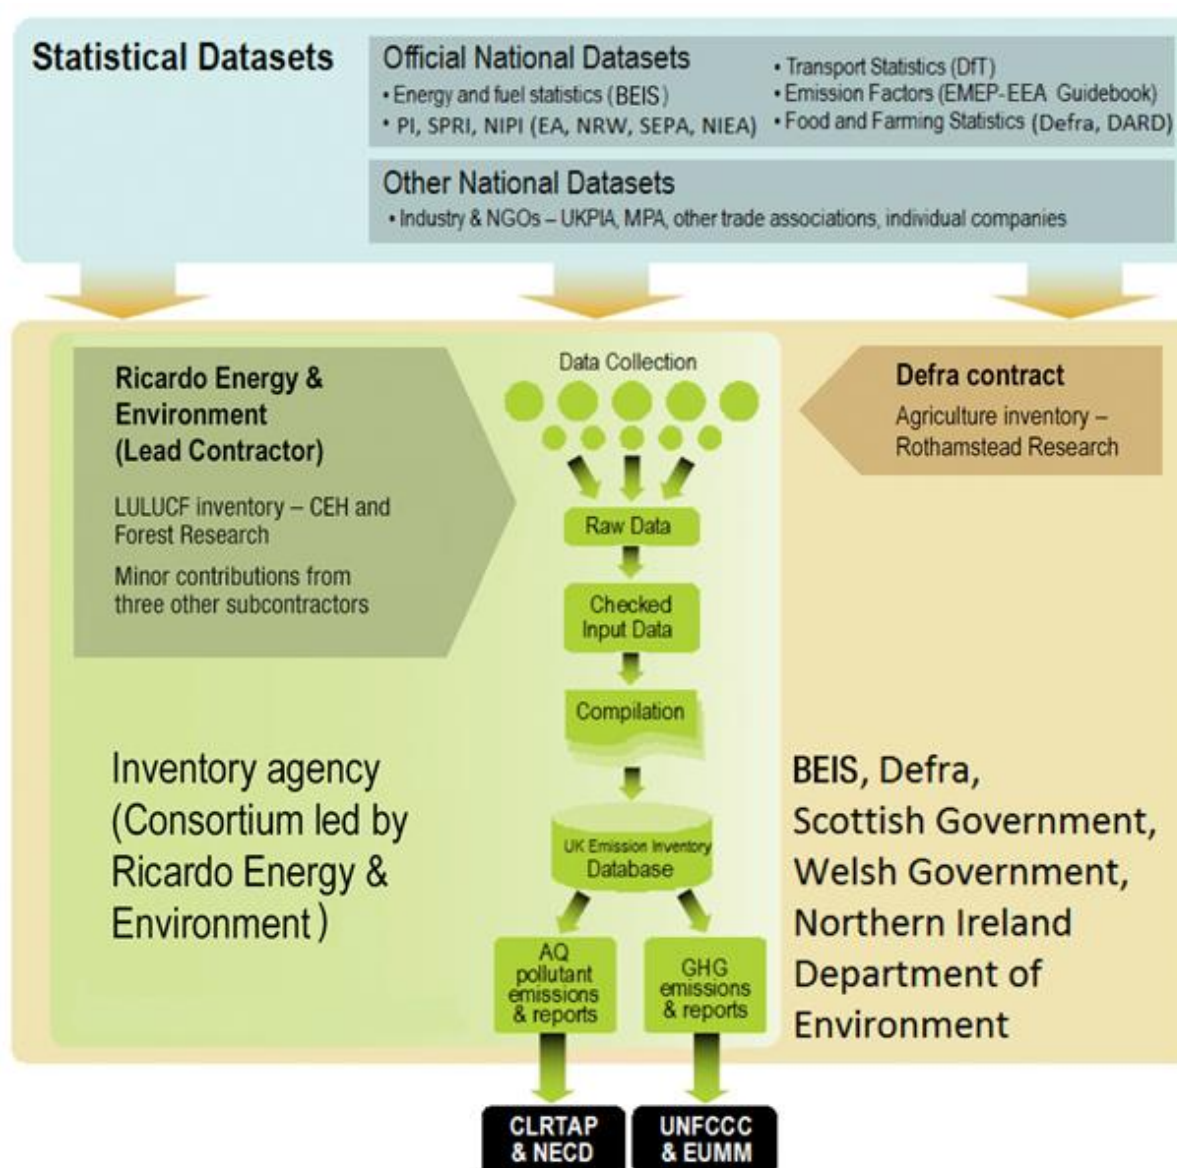 Statistical Datasets
Official National Datasets
• Energy and fuel statistics (BEIS)
• PI, SPRI, NIPI (EA, NRW, SEPA, NIEA)
• Transport Statistics (DfT)
• Emission Factors (EMEP-EEA Guidebook)
• Food and Farming Statistics (Defra, DARD)
Other National Datasets
• Industry & NGOs – UKPIA, MPA, other trade associations, individual companies
Ricardo Energy &
Environment
(Lead Contractor)
LULUCF inventory – CEH and
Forest Research
Minor contributions from
three other subcontractors
Data Collection
Raw Data
Checked
Input Data
Compilation
UK Emission Inventory
Database
AQ
pollutant
emissions
& reports
GHG
emissions
& reports
Defra contract
Agriculture inventory –
Rothamstead Research
Inventory agency
(Consortium led by
Ricardo Energy &
Environment)
BEIS, Defra,
Scottish Government,
Welsh Government,
Northern Ireland
Department of
Environment
CLRTAP
& NECD
UNFCCC
& EUMM